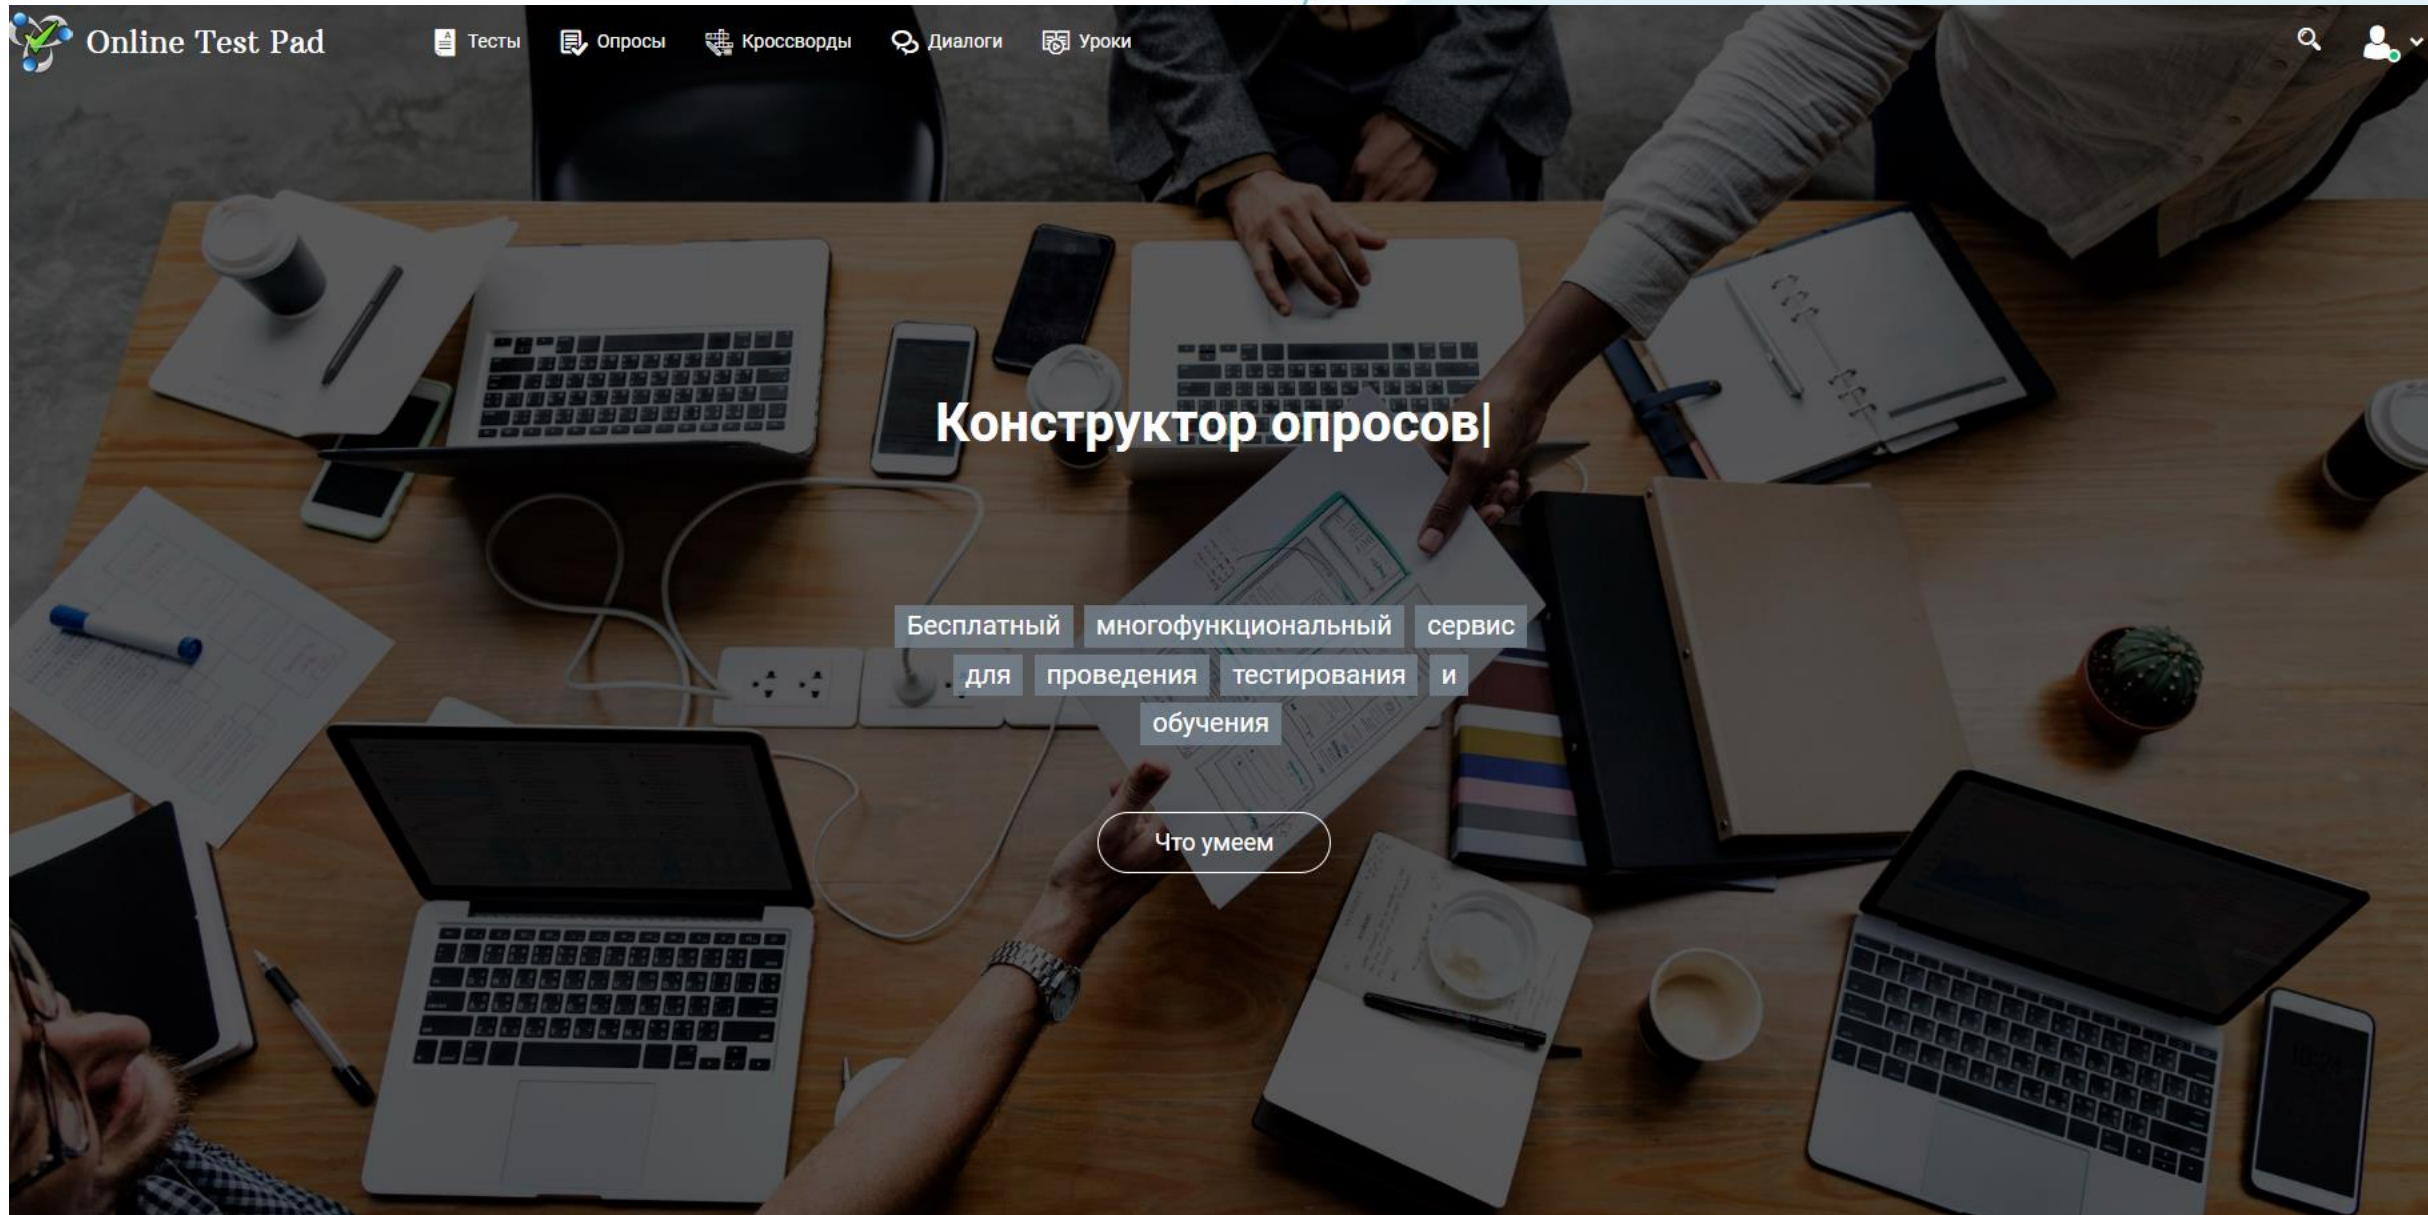 Online Test Pad
Тесты
Опросы
Кроссворды
Диалоги
Уроки
Конструктор опросов
Бесплатный многофункциональный сервис
для проведения тестирования и
обучения
Что умеем